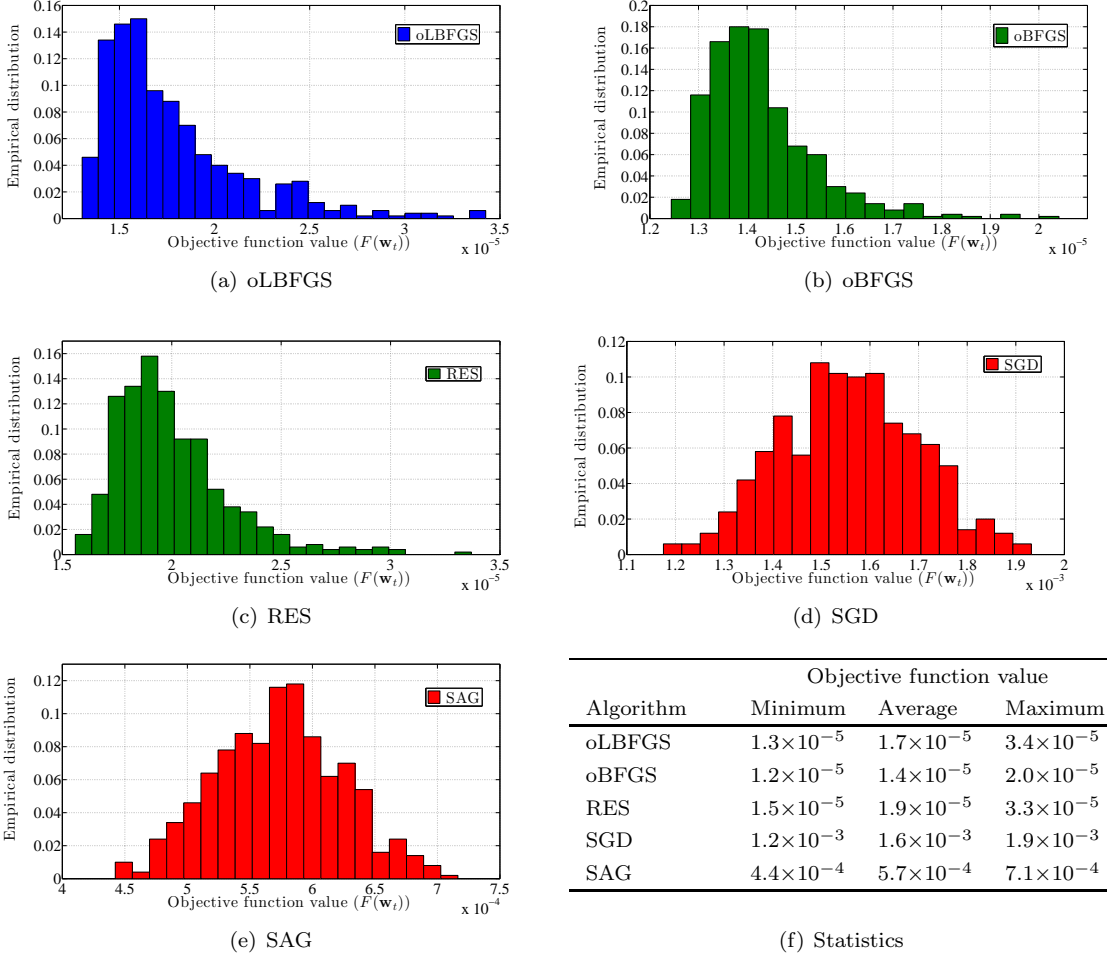 oLBFGS
0.16
0.14
0.12
0.1
0.08
0.06
0.04
0.02
0
Empirical distribution
1.5 2 2.5 3 3.5
x 10−5
Objective function value (F(wt))
(a) oLBFGS
oBFGS
0.2
0.18
0.16
0.14
0.12
0.1
0.08
0.06
0.04
0.02
0
Empirical distribution
1.2 1.3 1.4 1.5 1.6 1.7 1.8 1.9 2
x 10−5
Objective function value (F(wt))
(b) oBFGS
RES
0.16
0.14
0.12
0.1
0.08
0.06
0.04
0.02
0
Empirical distribution
1.5 2 2.5 3 3.5
x 10−5
Objective function value (F(wt))
(c) RES
SGD
0.12
0.1
0.08
0.06
0.04
0.02
0
Empirical distribution
1.1 1.2 1.3 1.4 1.5 1.6 1.7 1.8 1.9 2
x 10−3
Objective function value (F(wt))
(d) SGD
SAG
0.12
0.1
0.08
0.06
0.04
0.02
0
Empirical distribution
4 4.5 5 5.5 6 6.5 7 7.5
x 10−4
Objective function value (F(wt))
(e) SAG
Objective function value
Algorithm Minimum Average Maximum
oLBFGS 1.3×10−5 1.7×10−5 3.4×10−5
oBFGS 1.2×10−5 1.4×10−5 2.0×10−5
RES 1.5×10−5 1.9×10−5 3.3×10−5
SGD 1.2×10−3 1.6×10−3 1.9×10−3
SAG 4.4×10−4 5.7×10−4 7.1×10−4
(f) Statistics